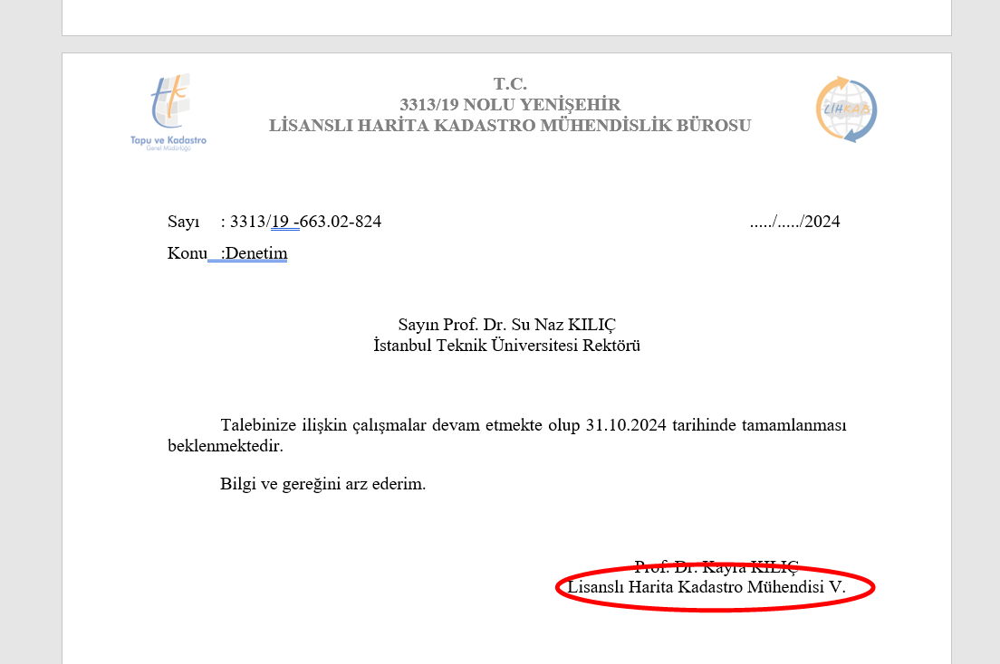 T.C.
3313/19 NOLU YENİŞEHİR
LİSANSLI HARİTA KADASTRO MÜHENDİSLİK BÜROSU
Tapu ve Kadastro
Genel Müdürlüğü
LİHKAB
Sayı : 3313/19 -663.02-824 ...../...../2024
Konu :Denetim
Sayın Prof. Dr. Su Naz KILIÇ
İstanbul Teknik Üniversitesi Rektörü
Talebinize ilişkin çalışmalar devam etmekte olup 31.10.2024 tarihinde tamamlanması
beklenmektedir.
Bilgi ve gereğini arz ederim.
Prof. Dr. Kayra KILIÇ
Lisanslı Harita Kadastro Mühendisi V.